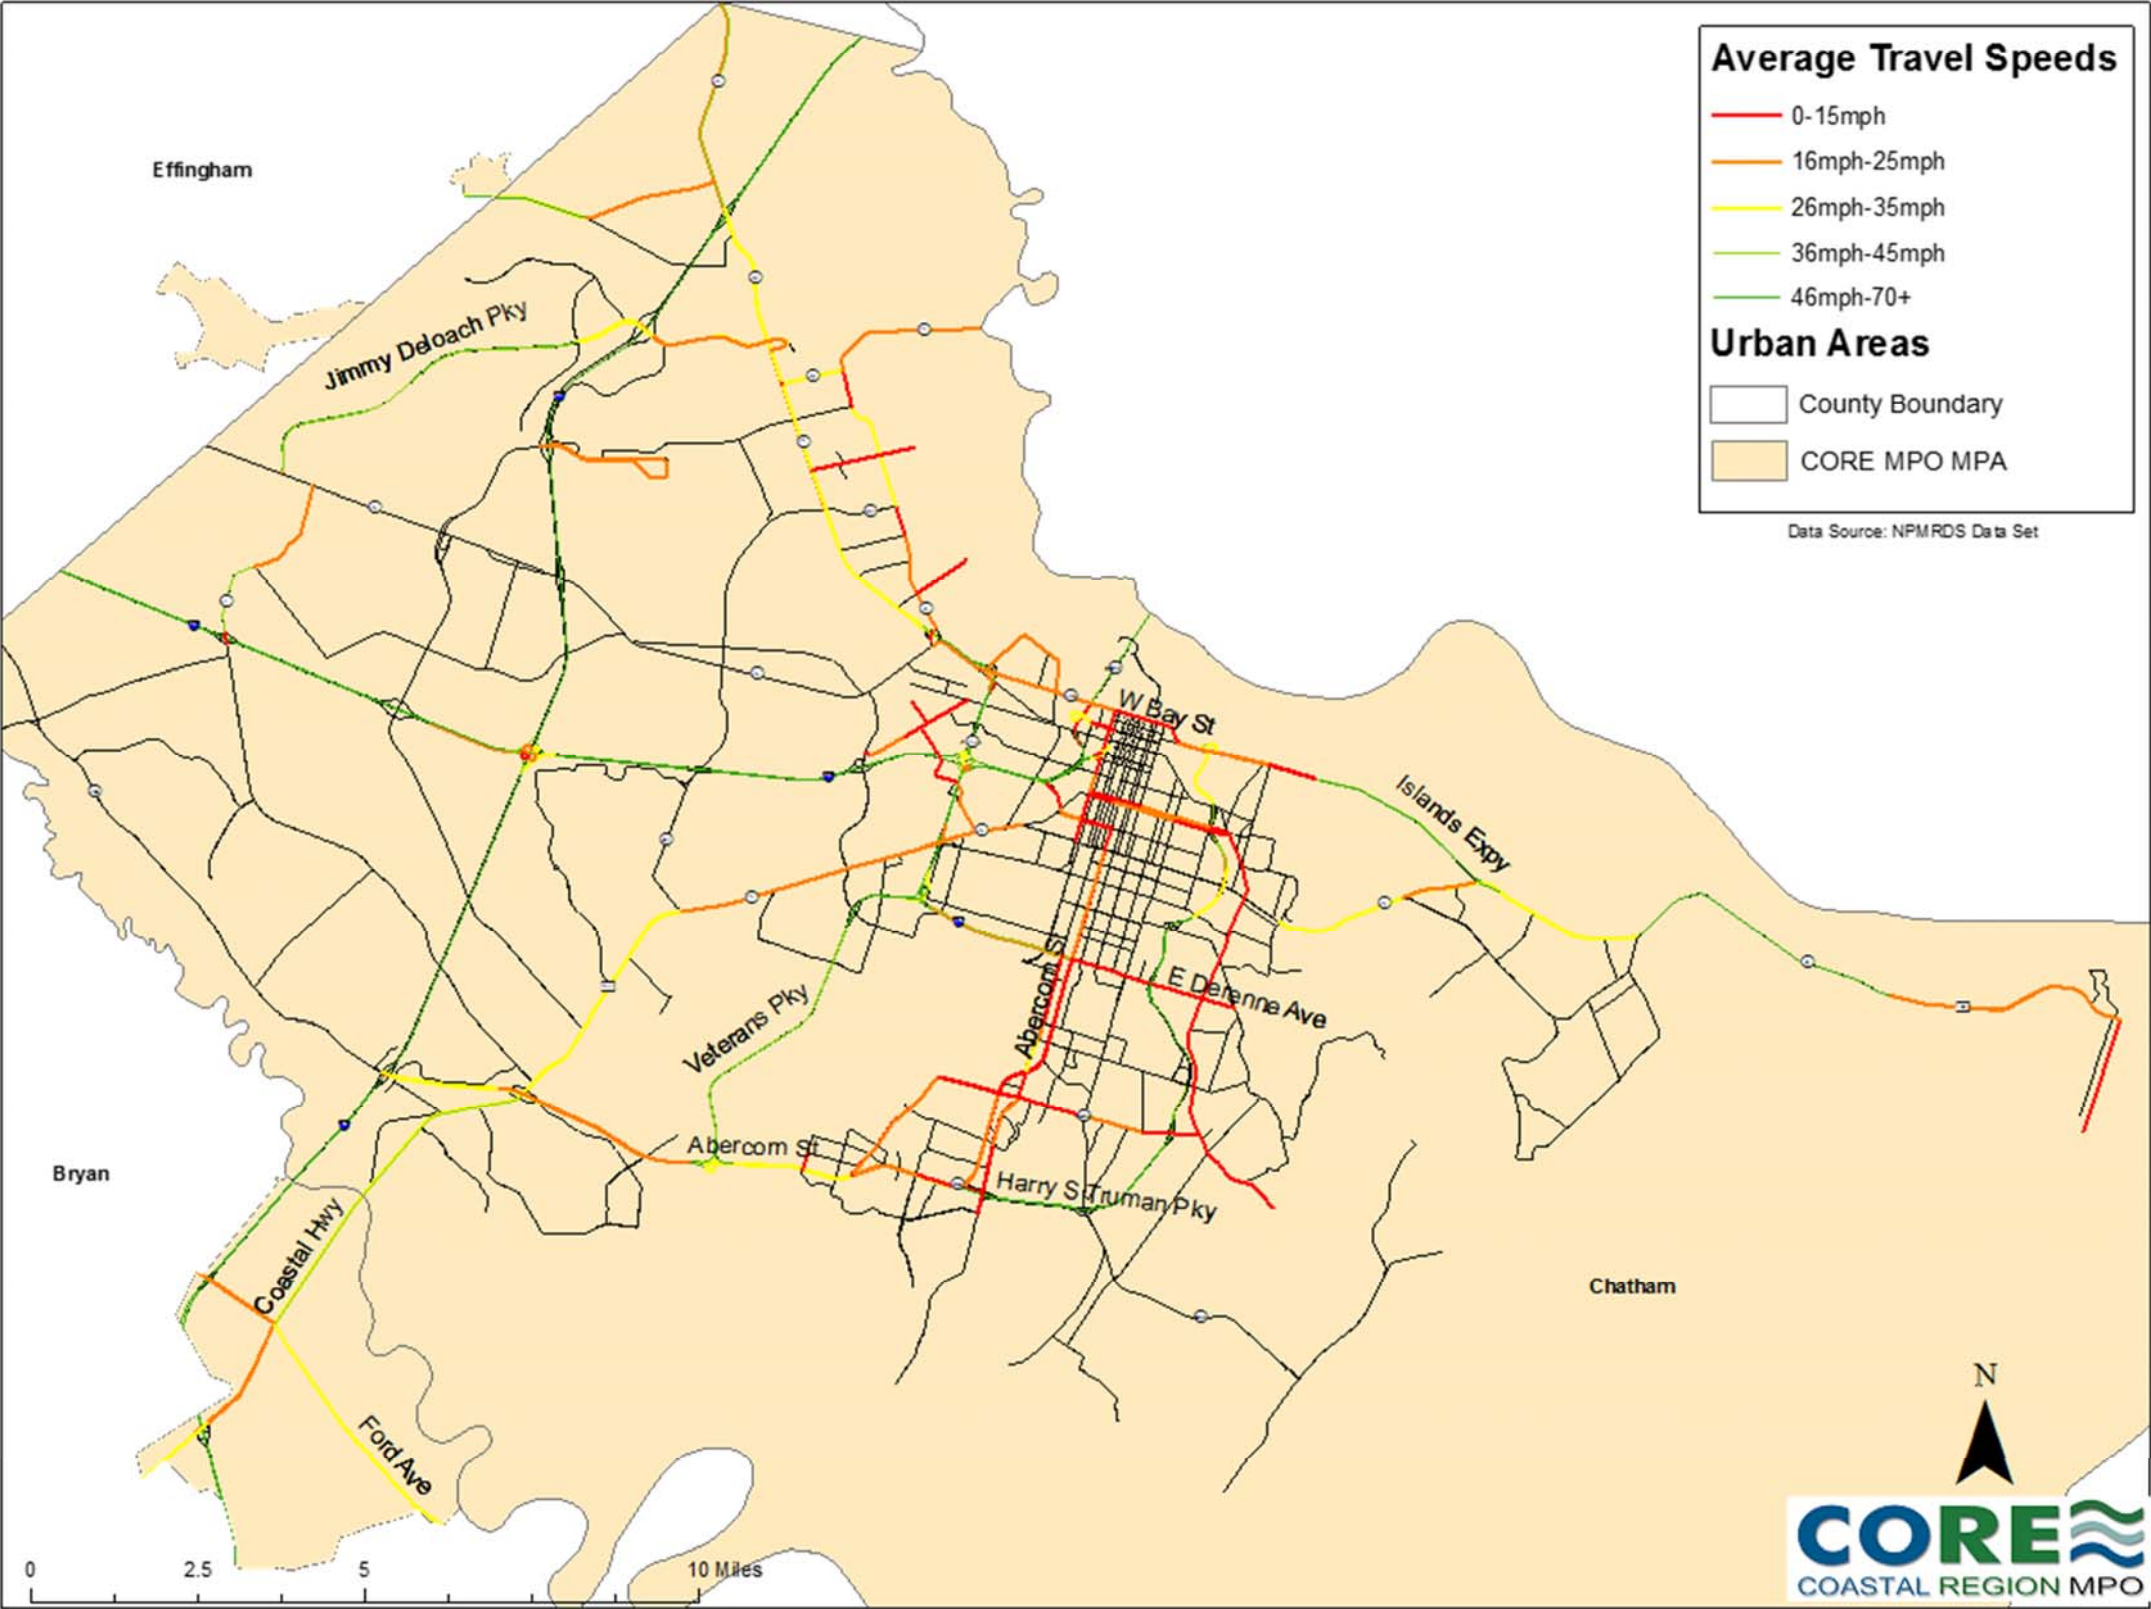 Average Travel Speeds
0-15mph
16mph-25mph
26mph-35mph
36mph-45mph
46mph-70+
Urban Areas
County Boundary
CORE MPO MPA
Data Source: NPMRDS Data Set
Effingham
Jimmy Deloach Pky
W Bay St
Islands Expy
E Derenne Ave
Abercorn St
Veterans Pky
Abercorn St
Harry S Truman Pky
Bryan
Coastal Hwy
Chatham
Ford Ave
N
0 2.5 5 10 Miles
CORE
COASTAL REGION MPO